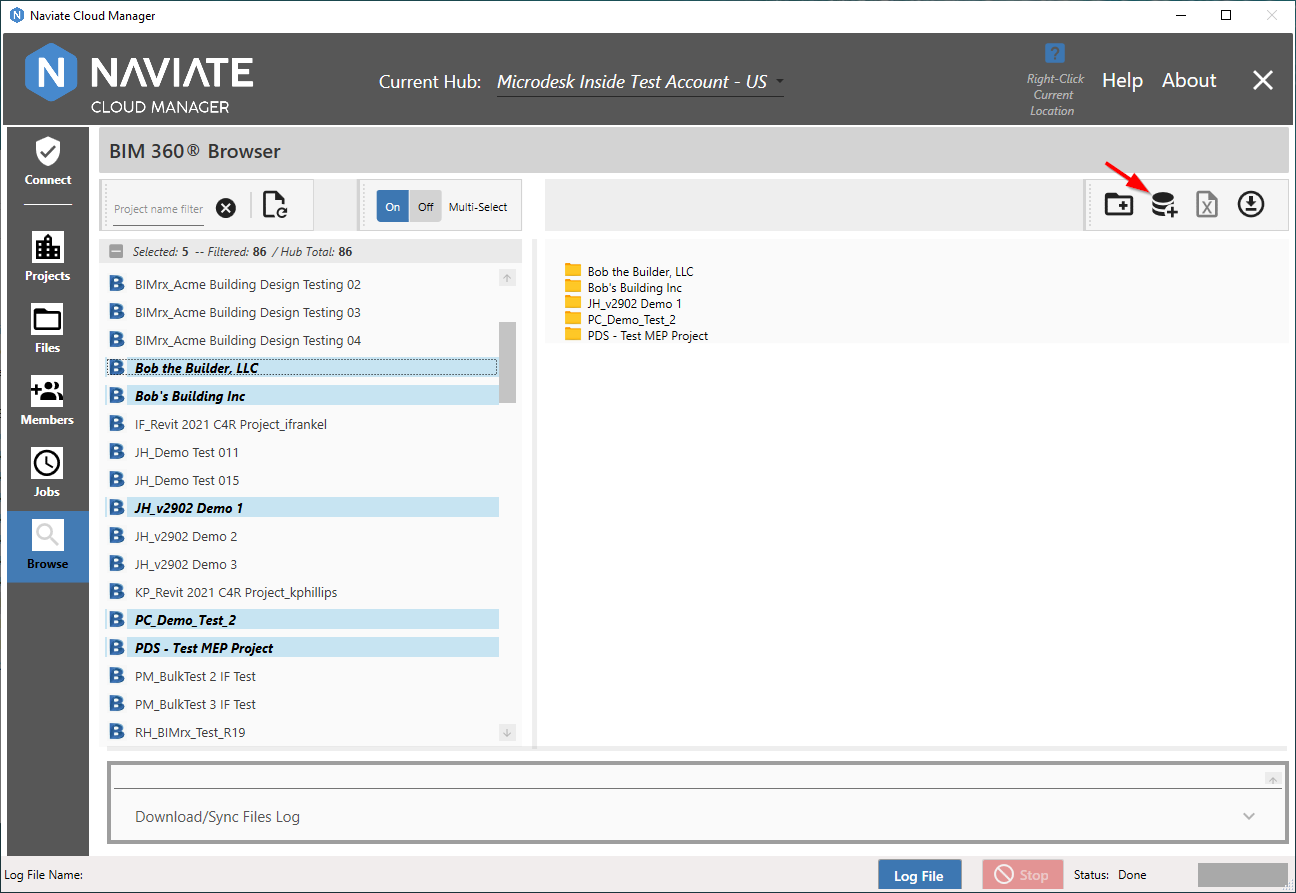 Naviate Cloud Manager
NAVIATE
CLOUD MANAGER
Current Hub: Microdesk Inside Test Account - US
?
Right-Click
Current
Location
Help About
Connect
Projects
Files
Members
Jobs
Browse
BIM 360® Browser
Project name filter
On Off Multi-Select
Selected: 5 -- Filtered: 86 / Hub Total: 86
B BIMrx_Acme Building Design Testing 02
B BIMrx_Acme Building Design Testing 03
B BIMrx_Acme Building Design Testing 04
B Bob the Builder, LLC
B Bob's Building Inc
B IF_Revit 2021 C4R Project_ifrankel
B JH_Demo Test 011
B JH_Demo Test 015
B JH_v2902 Demo 1
B JH_v2902 Demo 2
B JH_v2902 Demo 3
B KP_Revit 2021 C4R Project_kphillips
B PC_Demo_Test_2
B PDS - Test MEP Project
B PM_BulkTest 2 IF Test
B PM_BulkTest 3 IF Test
B RH_BIMrx_Test_R19
Bob the Builder, LLC
Bob's Building Inc
JH_v2902 Demo 1
PC_Demo_Test_2
PDS - Test MEP Project
Download/Sync Files Log
Log File Name:
Log File
Stop
Status: Done